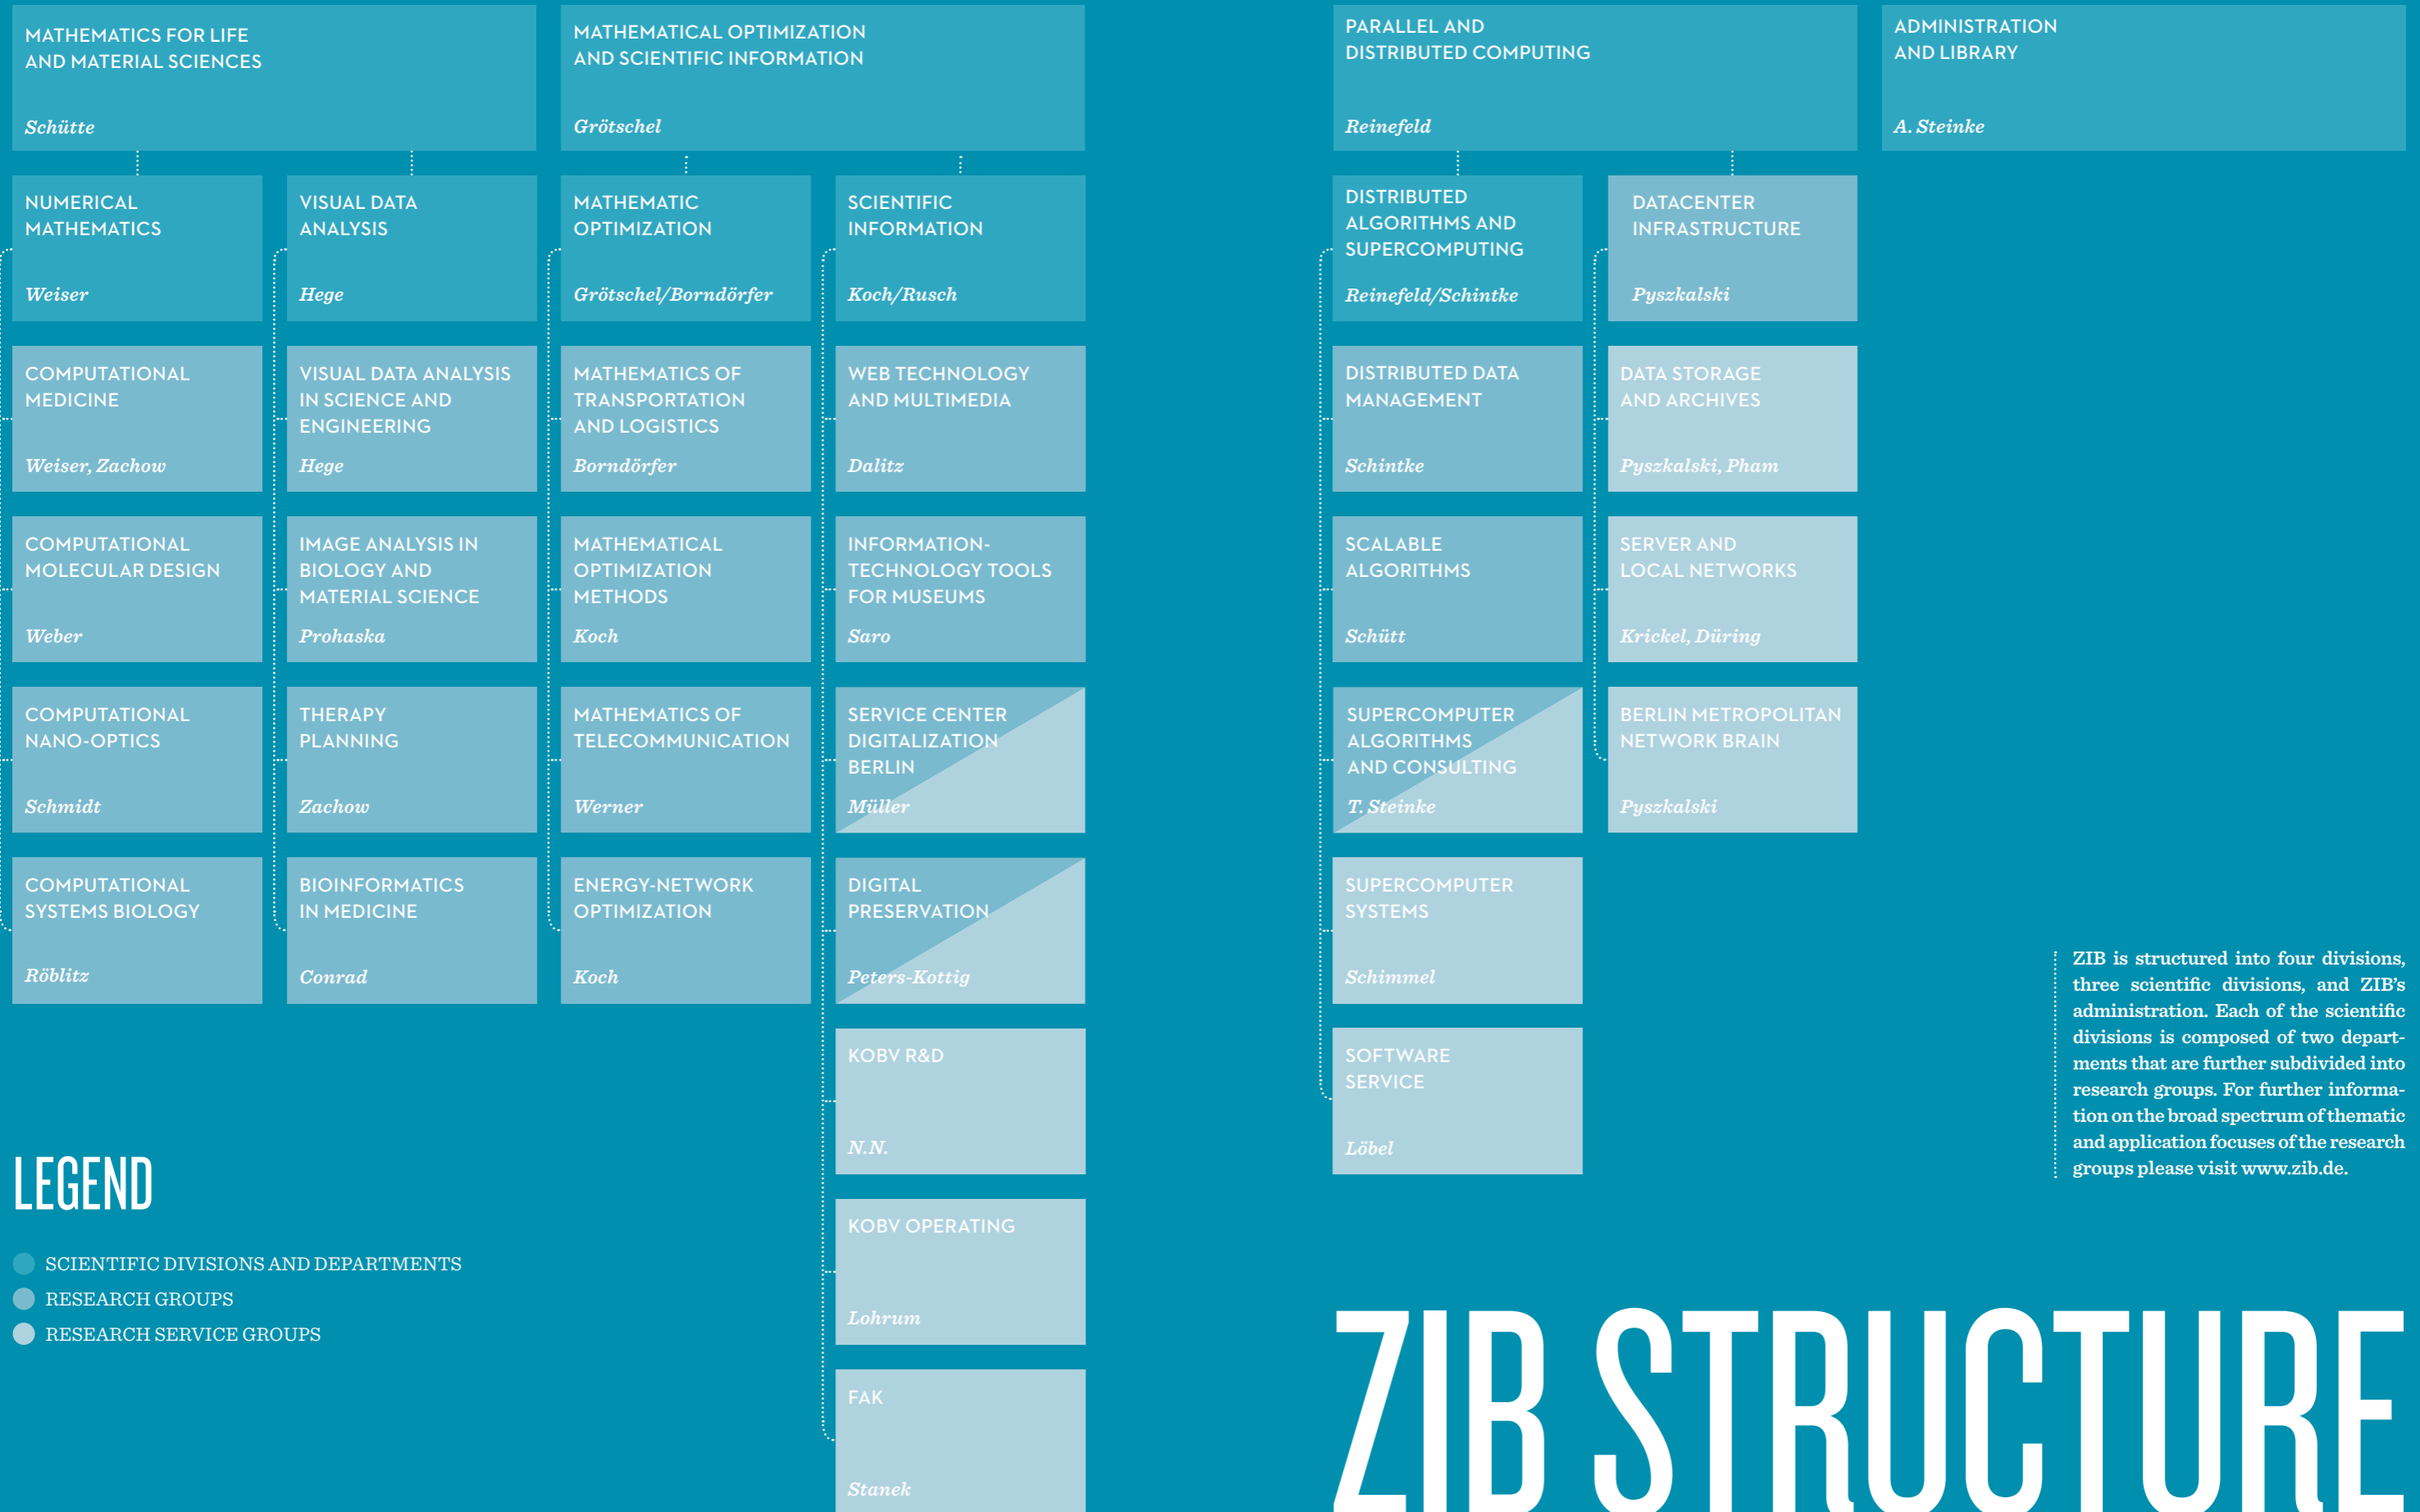 MATHEMATICS FOR LIFE
AND MATERIAL SCIENCES
Schütte
MATHEMATICAL OPTIMIZATION
AND SCIENTIFIC INFORMATION
Grötschel
PARALLEL AND
DISTRIBUTED COMPUTING
Reinefeld
ADMINISTRATION
AND LIBRARY
A. Steinke
NUMERICAL
MATHEMATICS
Weiser
VISUAL DATA
ANALYSIS
Hege
MATHEMATIC
OPTIMIZATION
Grötschel/Borndörfer
SCIENTIFIC
INFORMATION
Koch/Rusch
DISTRIBUTED
ALGORITHMS AND
SUPERCOMPUTING
Reinefeld/Schintke
DATACENTER
INFRASTRUCTURE
Pyszkalski
COMPUTATIONAL
MEDICINE
Weiser, Zachow
VISUAL DATA ANALYSIS
IN SCIENCE AND
ENGINEERING
Hege
MATHEMATICS OF
TRANSPORTATION
AND LOGISTICS
Borndörfer
WEB TECHNOLOGY
AND MULTIMEDIA
Dalitz
DISTRIBUTED DATA
MANAGEMENT
Schintke
DATA STORAGE
AND ARCHIVES
Pyszkalski, Pham
COMPUTATIONAL
MOLECULAR DESIGN
Weber
IMAGE ANALYSIS IN
BIOLOGY AND
MATERIAL SCIENCE
Prohaska
MATHEMATICAL
OPTIMIZATION
METHODS
Koch
INFORMATION-
TECHNOLOGY TOOLS
FOR MUSEUMS
Saro
SCALABLE
ALGORITHMS
Schütt
SERVER AND
LOCAL NETWORKS
Krickel, Düring
COMPUTATIONAL
NANO-OPTICS
Schmidt
THERAPY
PLANNING
Zachow
MATHEMATICS OF
TELECOMMUNICATION
Werner
SERVICE CENTER
DIGITALIZATION
BERLIN
Müller
SUPERCOMPUTER
ALGORITHMS
AND CONSULTING
T. Steinke
BERLIN METROPOLITAN
NETWORK BRAIN
Pyszkalski
COMPUTATIONAL
SYSTEMS BIOLOGY
Röblitz
BIOINFORMATICS
IN MEDICINE
Conrad
ENERGY-NETWORK
OPTIMIZATION
Koch
DIGITAL
PRESERVATION
Peters-Kottig
SUPERCOMPUTER
SYSTEMS
Schimmel
KOBV R&D
N.N.
SOFTWARE
SERVICE
Löbel
KOBV OPERATING
Lohrum
FAK
Stanek
ZIB is structured into four divisions,
three scientific divisions, and ZIB's
administration. Each of the scientific
divisions is composed of two depart-
ments that are further subdivided into
research groups. For further informa-
tion on the broad spectrum of thematic
and application focuses of the research
groups please visit www.zib.de.
LEGEND
SCIENTIFIC DIVISIONS AND DEPARTMENTS
RESEARCH GROUPS
RESEARCH SERVICE GROUPS
ZIB STRUCTURE